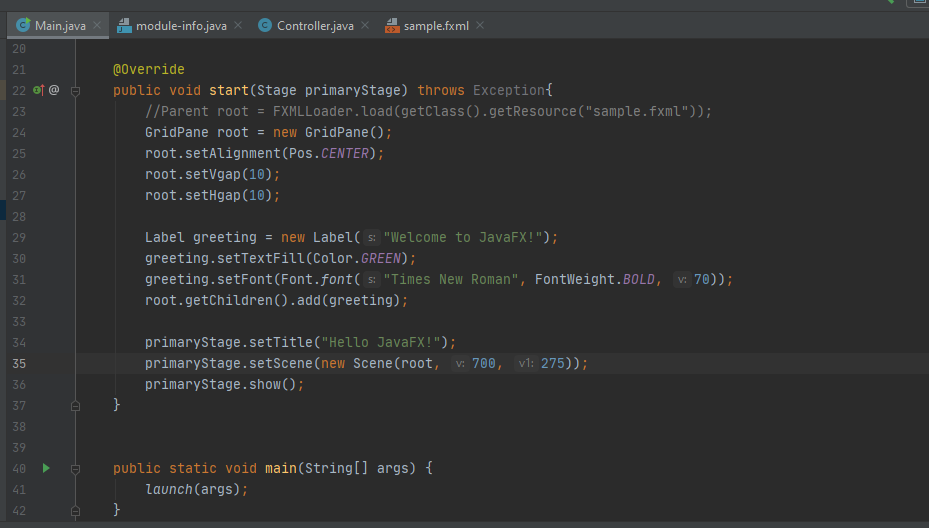 Main.java × module-info.java × Controller.java × sample.fxml ×
20
21 @Override
22 @ public void start(Stage primaryStage) throws Exception{
23 //Parent root = FXMLLoader.load(getClass().getResource("sample.fxml"));
24 GridPane root = new GridPane();
25 root.setAlignment(Pos.CENTER);
26 root.setVgap(10);
27 root.setHgap(10);
28
29 Label greeting = new Label( s: "Welcome to JavaFX!");
30 greeting.setTextFill(Color.GREEN);
31 greeting.setFont(Font.font( s: "Times New Roman", FontWeight.BOLD, v: 70));
32 root.getChildren().add(greeting);
33
34 primaryStage.setTitle("Hello JavaFX!");
35 primaryStage.setScene(new Scene(root, v: 700, v1: 275));
36 primaryStage.show();
37 }
38
39
40 public static void main(String[] args) {
41 launch(args);
42 }